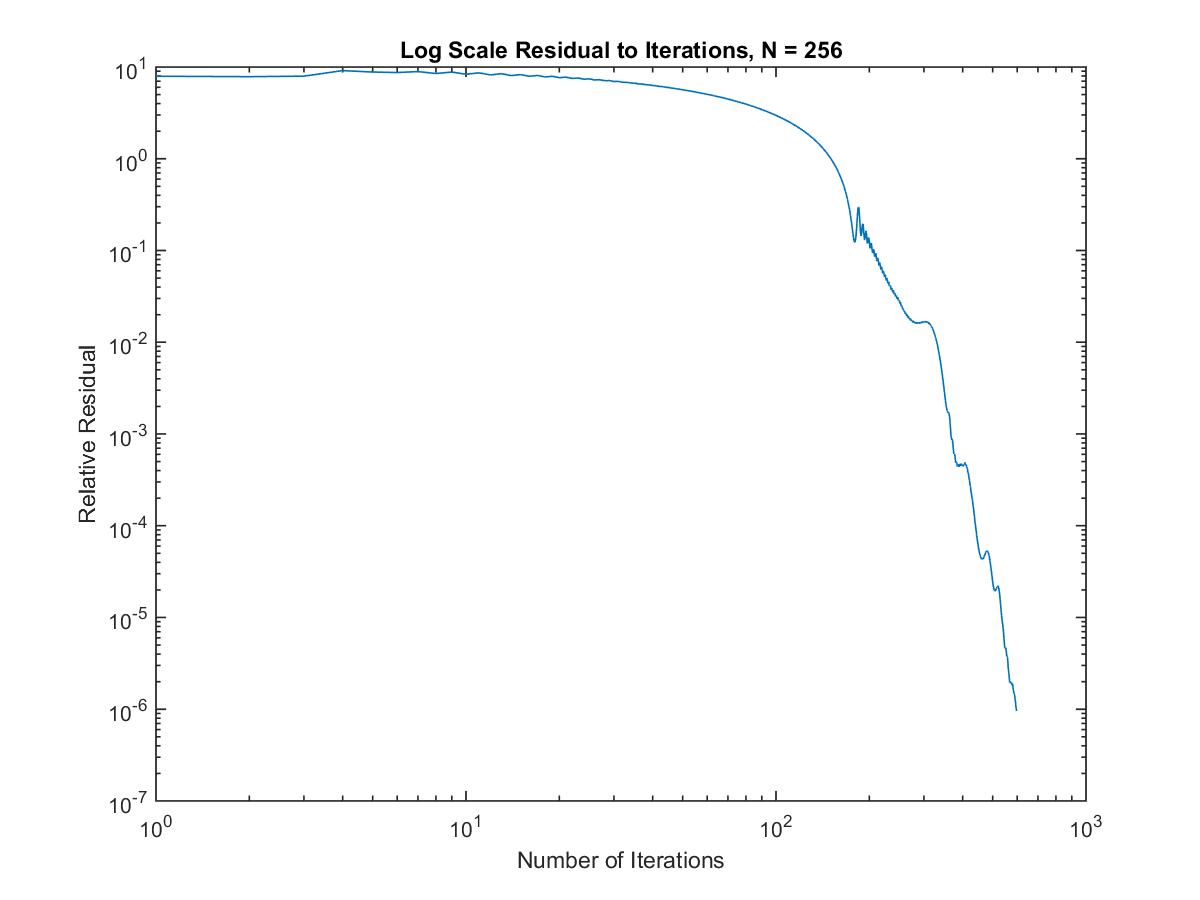 Log Scale Residual to Iterations, N = 256
10^1
10^0
10^-1
10^-2
10^-3
10^-4
10^-5
10^-6
10^-7
Relative Residual
10^0 10^1 10^2 10^3
Number of Iterations